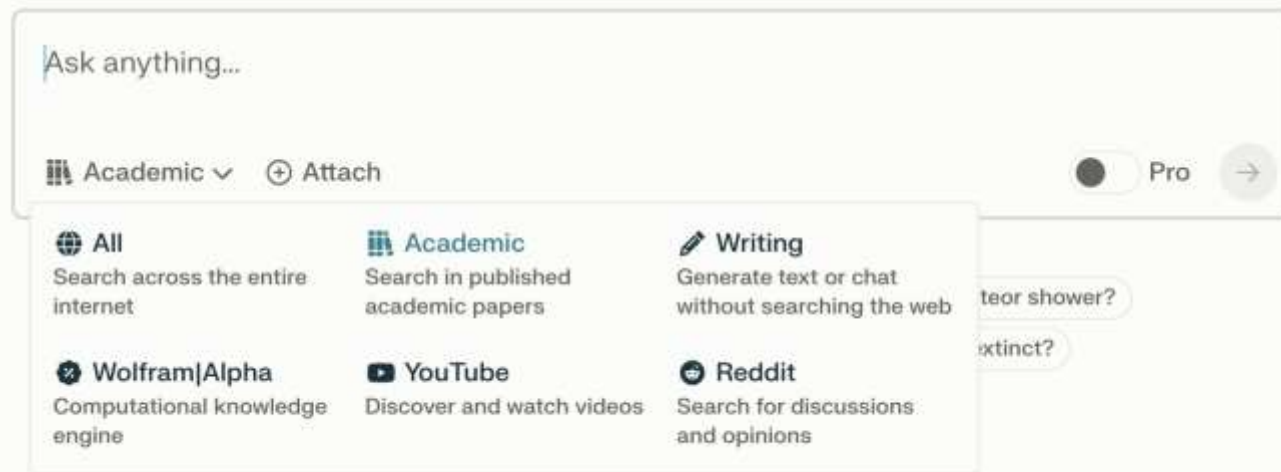 Ask anything...
Academic Attach Pro
All Academic Writing
Search across the entire Search in published Generate text or chat
internet academic papers without searching the web
shower?
extinct?
Wolfram|Alpha YouTube Reddit
Computational knowledge Discover and watch videos Search for discussions
engine and opinions